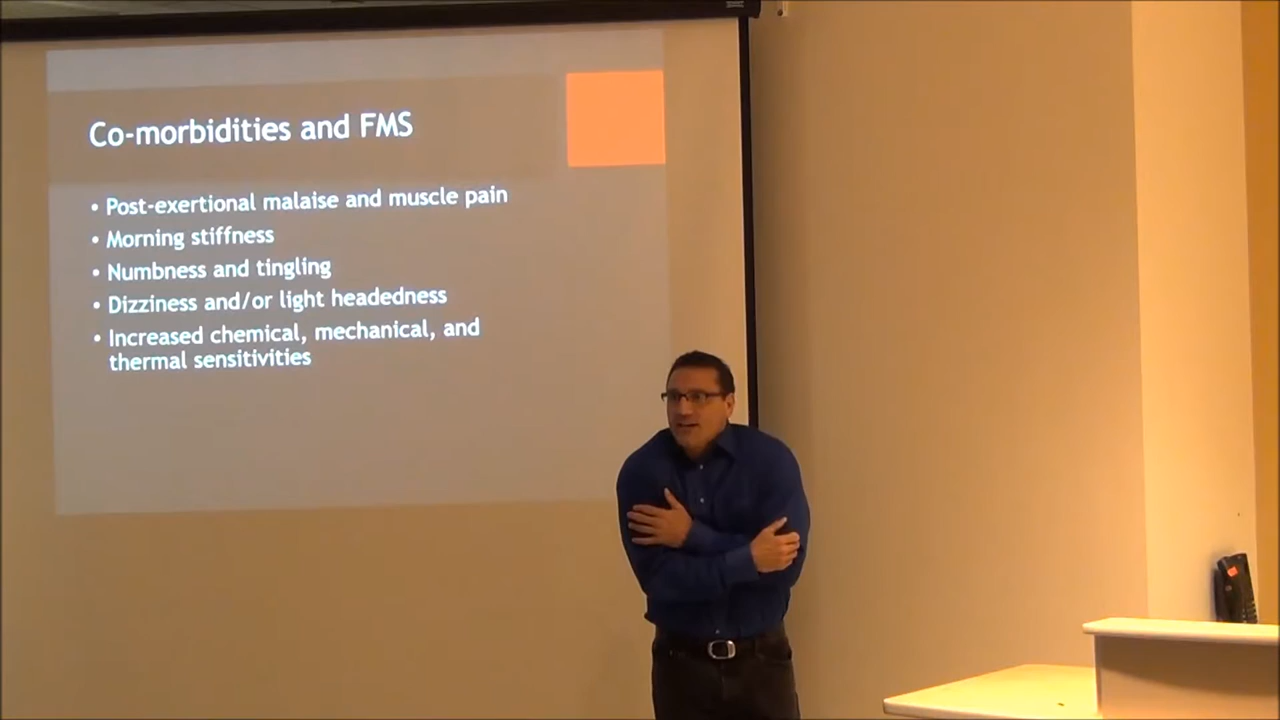 Co-morbidities and FMS
• Post-exertional malaise and muscle pain
• Morning stiffness
• Numbness and tingling
• Dizziness and/or light headedness
• Increased chemical, mechanical, and
thermal sensitivities